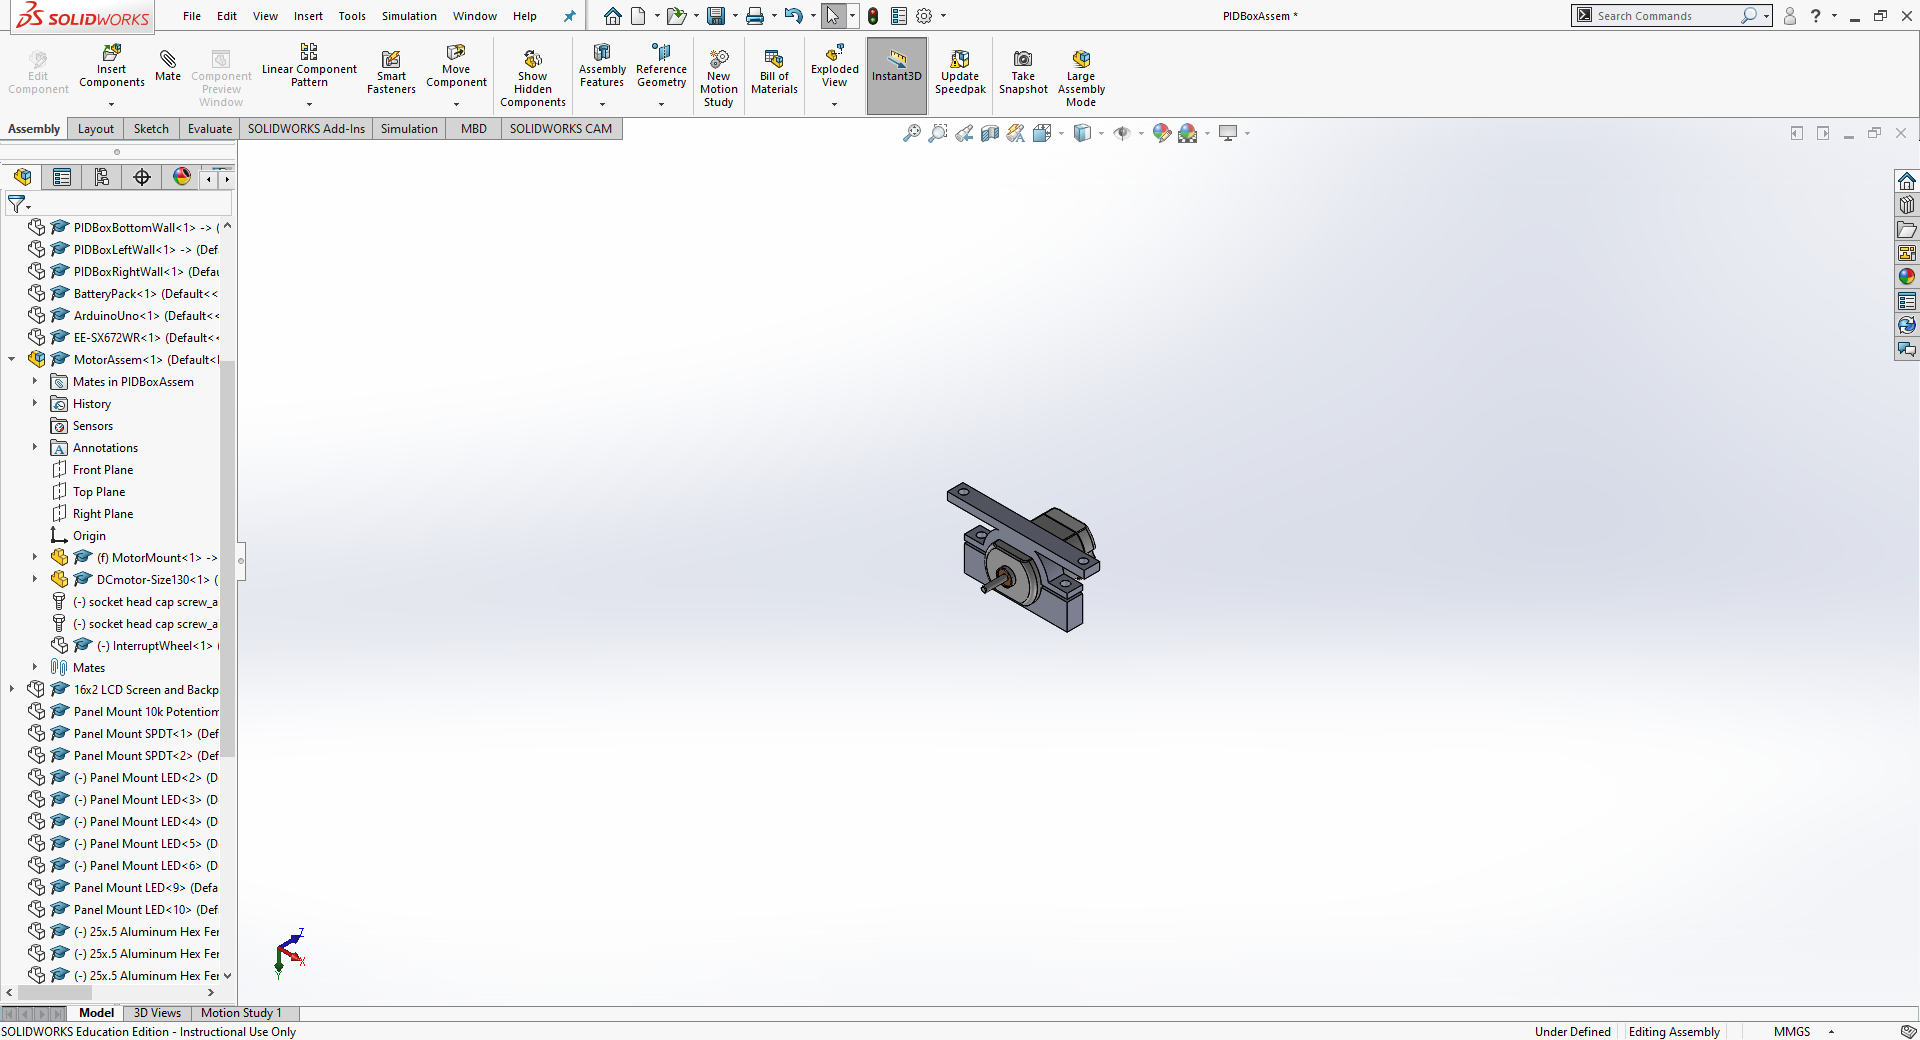 SOLIDWORKS File Edit View Insert Tools Simulation Window Help PIDBoxAssem * Search Commands ?
Edit Component
Insert Components
Mate
Component Preview Window
Linear Component Pattern
Smart Fasteners
Move Component
Show Hidden Components
Assembly Features
Reference Geometry
New Motion Study
Bill of Materials
Exploded View
Instant3D
Update Speedpak
Take Snapshot
Large Assembly Mode
Assembly Layout Sketch Evaluate SOLIDWORKS Add-Ins Simulation MBD SOLIDWORKS CAM
PIDBoxBottomWall<1> -> (
PIDBoxLeftWall<1> -> (Def
PIDBoxRightWall<1> (Defau
BatteryPack<1> (Default<<
ArduinoUno<1> (Default<<
EE-SX672WR<1> (Default<<
MotorAssem<1> (Default<
Mates in PIDBoxAssem
History
Sensors
Annotations
Front Plane
Top Plane
Right Plane
Origin
(f) MotorMount<1> ->
DCmotor-Size130<1> (
(-) socket head cap screw_a
(-) socket head cap screw_a
(-) InterruptWheel<1> (
Mates
16x2 LCD Screen and Backp
Panel Mount 10k Potentiom
Panel Mount SPDT<1> (Def
Panel Mount SPDT<2> (Def
(-) Panel Mount LED<2> (D
(-) Panel Mount LED<3> (D
(-) Panel Mount LED<4> (D
(-) Panel Mount LED<5> (D
(-) Panel Mount LED<6> (D
Panel Mount LED<9> (Defa
Panel Mount LED<10> (Def
(-) 25x.5 Aluminum Hex Fer
(-) 25x.5 Aluminum Hex Fer
(-) 25x.5 Aluminum Hex Fer
Z
X
Y
Model 3D Views Motion Study 1
SOLIDWORKS Education Edition - Instructional Use Only Under Defined Editing Assembly MMGS